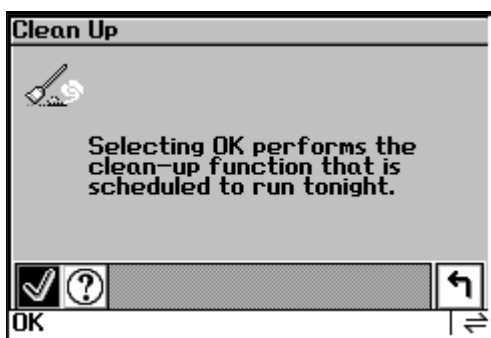 Clean Up
Selecting OK performs the
clean-up function that is
scheduled to run tonight.
?
OK